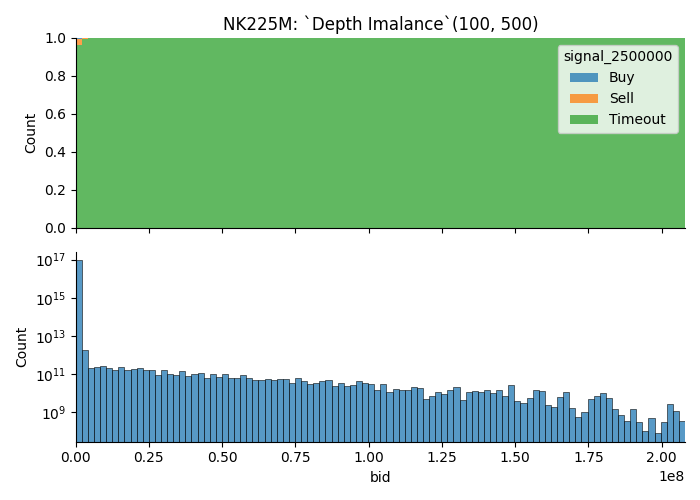 NK225M: `Depth Imalance`(100, 500)
1.0
0.8
0.6
0.4
0.2
0.0
Count
signal_2500000
Buy
Sell
Timeout
10^17
10^15
10^13
10^11
10^9
Count
0.00 0.25 0.50 0.75 1.00 1.25 1.50 1.75 2.00
1e8
bid